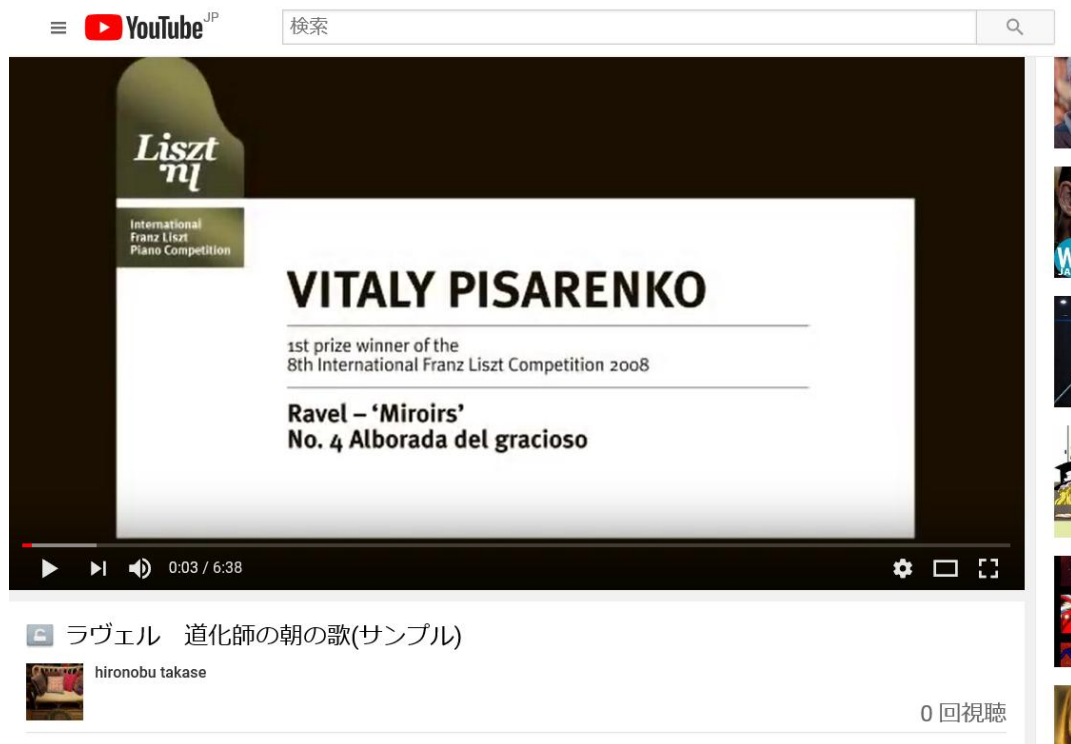 YouTube JP
検索
Liszt
nl
International
Franz Liszt
Piano Competition
VITALY PISARENKO
1st prize winner of the
8th International Franz Liszt Competition 2008
Ravel – ‘Miroirs’
No. 4 Alborada del gracioso
0:03 / 6:38
ラヴェル　道化師の朝の歌(サンプル)
hironobu takase
0 回視聴